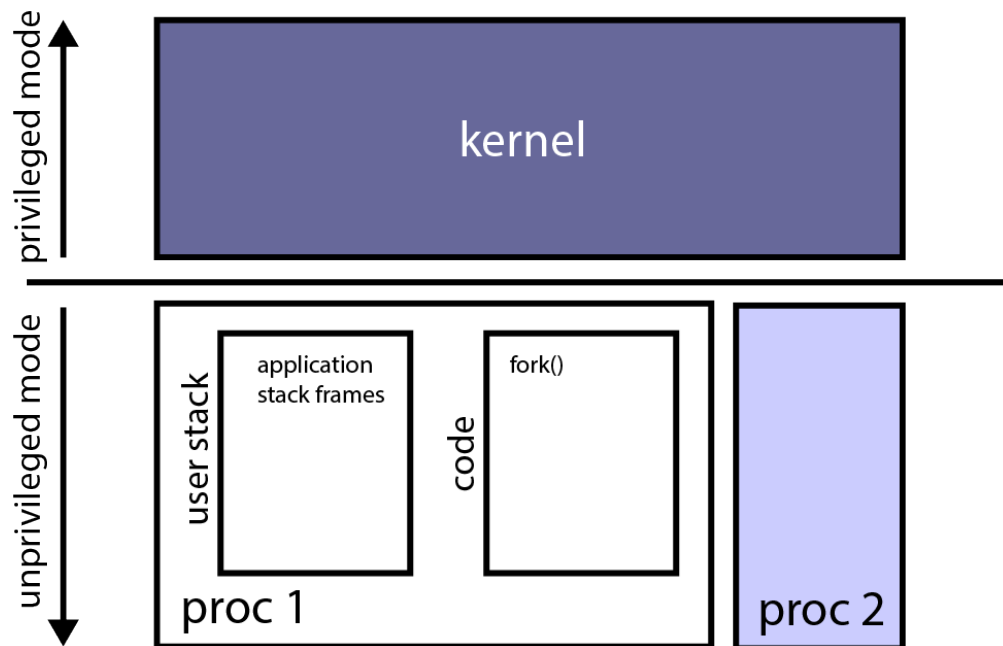 privileged mode
kernel
unprivileged mode
user stack
application
stack frames
code
fork()
proc 1
proc 2